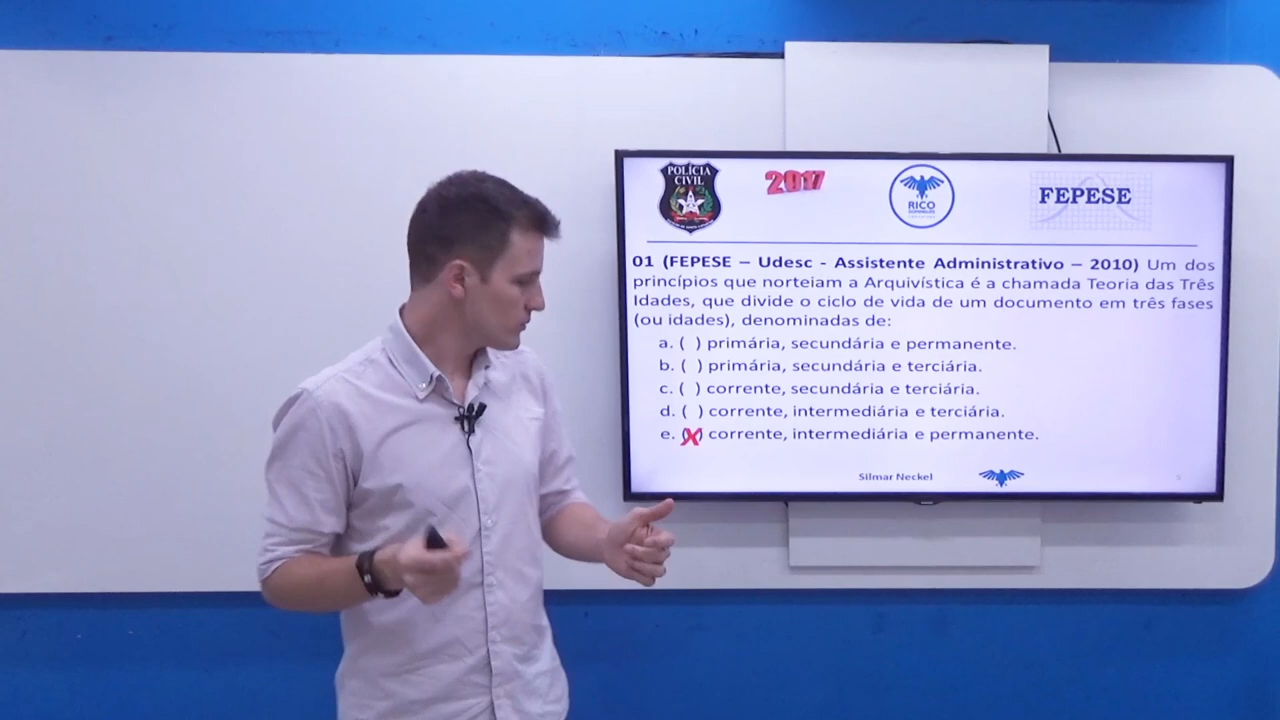 POLÍCIA
CIVIL
2017
RICO
FEPESE
01 (FEPESE – Udesc - Assistente Administrativo – 2010) Um dos
princípios que norteiam a Arquivística é a chamada Teoria das Três
Idades, que divide o ciclo de vida de um documento em três fases
(ou idades), denominadas de:
a. ( ) primária, secundária e permanente.
b. ( ) primária, secundária e terciária.
c. ( ) corrente, secundária e terciária.
d. ( ) corrente, intermediária e terciária.
e. (X) corrente, intermediária e permanente.
Silmar Neckel